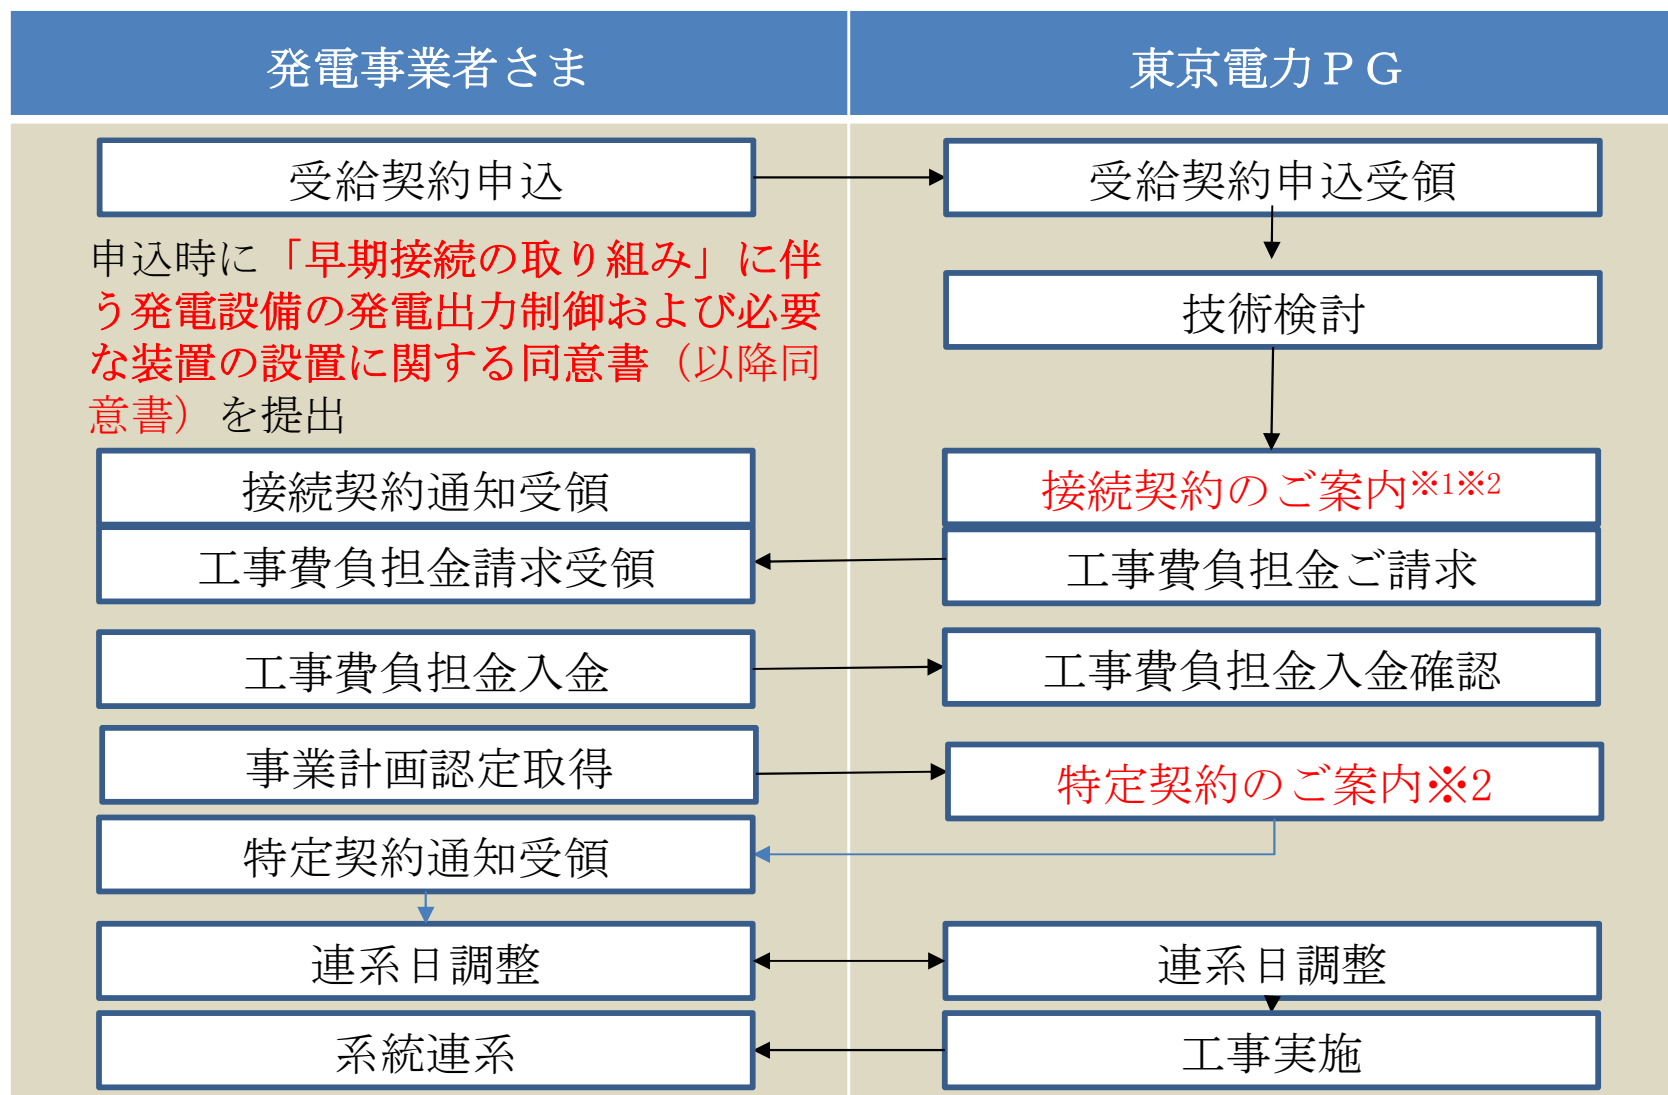 発電事業者さま
東京電力ＰＧ
受給契約申込
受給契約申込受領
申込時に「早期接続の取り組み」に伴
う発電設備の発電出力制御および必要
な装置の設置に関する同意書（以降同
意書）を提出
技術検討
接続契約通知受領
接続契約のご案内※1※2
工事費負担金請求受領
工事費負担金ご請求
工事費負担金入金
工事費負担金入金確認
事業計画認定取得
特定契約のご案内※2
特定契約通知受領
連系日調整
連系日調整
系統連系
工事実施